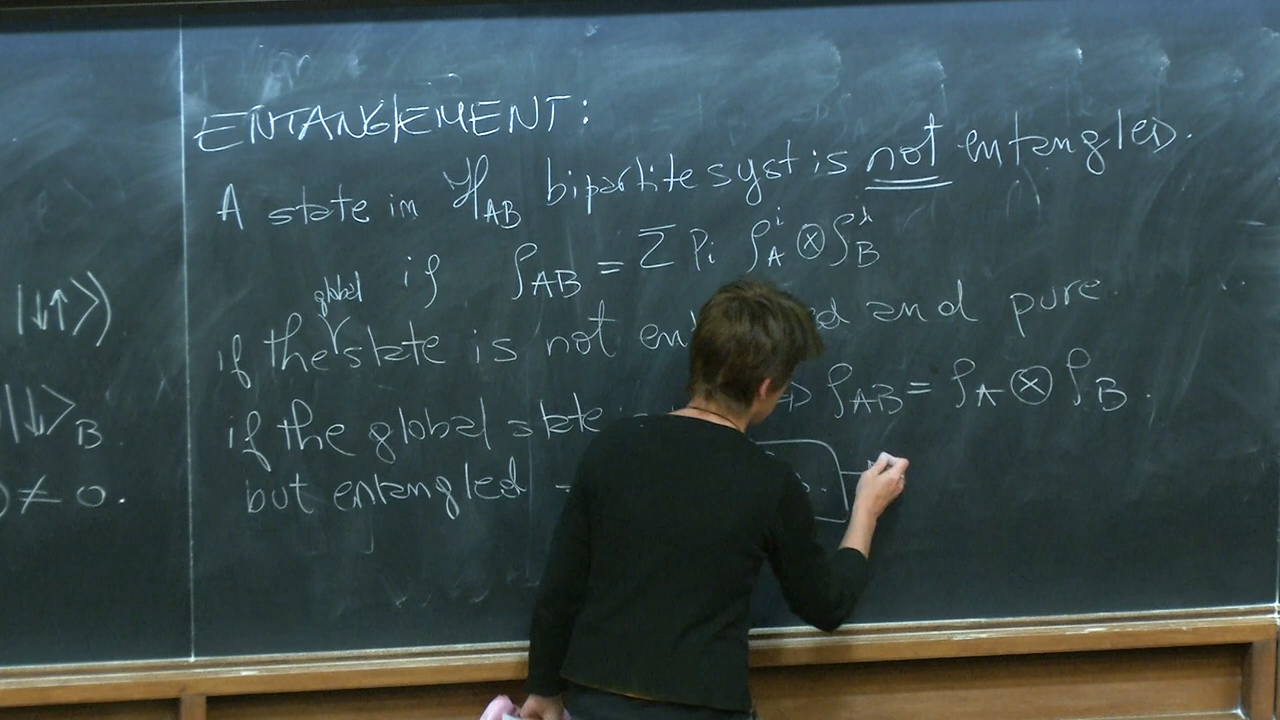 |↓↑⟩)
|↓⟩_B
) ≠ 0.
ENTANGLEMENT:
A state in ℋ_AB bipartite syst is not entangled.
if ρ_AB = Σ p_i ρ_A^i ⊗ ρ_B^i
global
if the state is not and pure
if the global state ⇒ ρ_AB = ρ_A ⊗ ρ_B.
but entangled